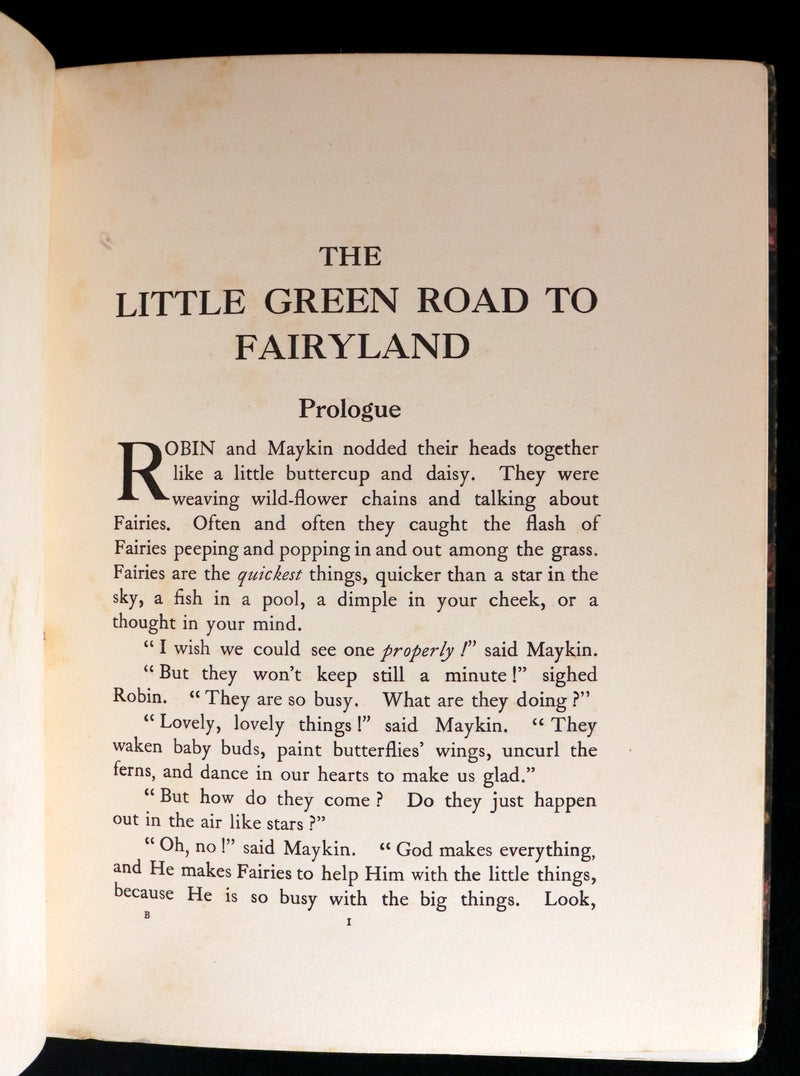 THE
LITTLE GREEN ROAD TO
FAIRYLAND
Prologue
ROBIN and Maykin nodded their heads together
like a little buttercup and daisy. They were
weaving wild-flower chains and talking about
Fairies. Often and often they caught the flash of
Fairies peeping and popping in and out among the grass.
Fairies are the quickest things, quicker than a star in the
sky, a fish in a pool, a dimple in your cheek, or a
thought in your mind.
“ I wish we could see one properly !” said Maykin.
“ But they won’t keep still a minute !” sighed
Robin. “ They are so busy. What are they doing ?”
“ Lovely, lovely things !” said Maykin. “ They
waken baby buds, paint butterflies’ wings, uncurl the
ferns, and dance in our hearts to make us glad.”
“ But how do they come ? Do they just happen
out in the air like stars ?”
“ Oh, no !” said Maykin. “ God makes everything,
and He makes Fairies to help Him with the little things,
because He is so busy with the big things. Look,
B 1